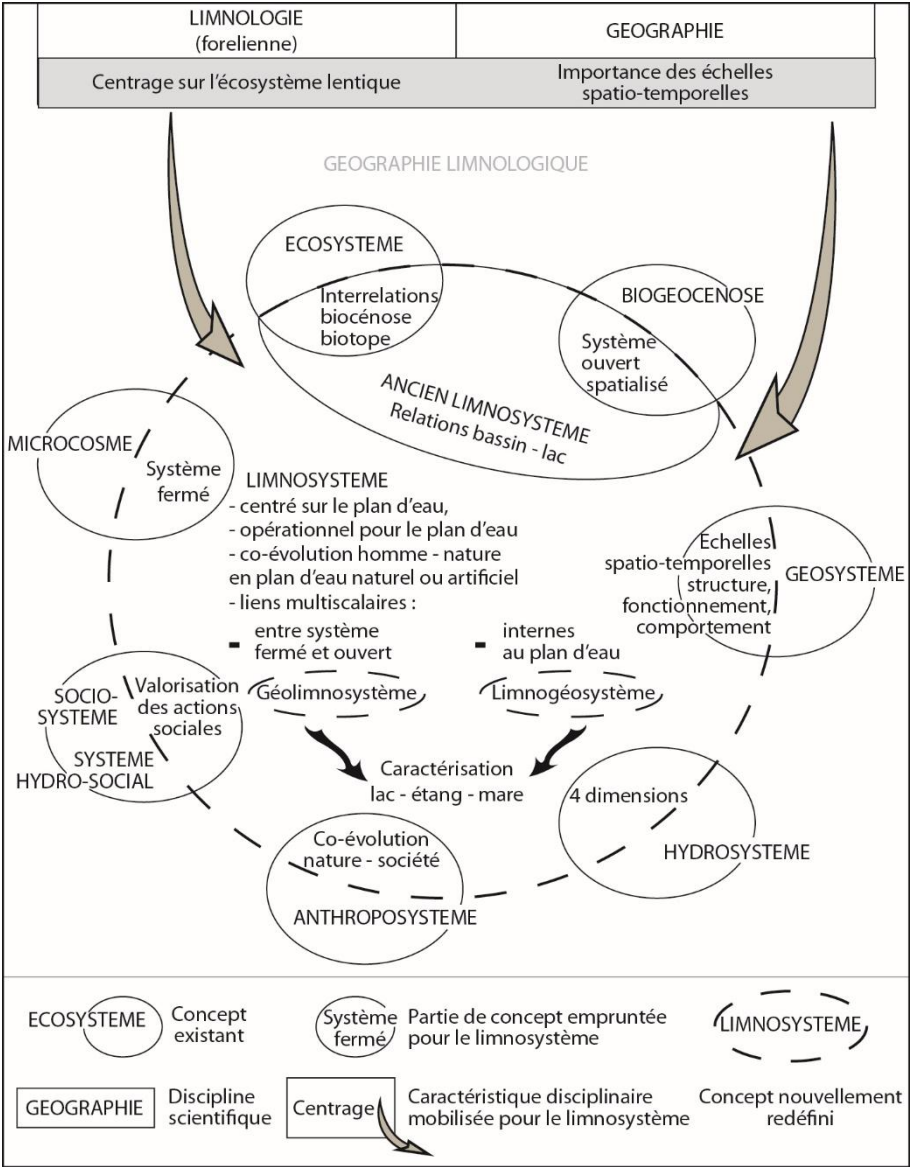 LIMNOLOGIE
(forelienne)
GEOGRAPHIE
Centrage sur l'écosystème lentique
Importance des échelles
spatio-temporelles
GEOGRAPHIE LIMNOLOGIQUE
ECOSYSTEME
Interrelations
biocénose
biotope
BIOGEOCENOSE
Système
ouvert
spatialisé
ANCIEN LIMNOSYSTEME
Relations bassin - lac
MICROCOSME
Système
fermé
LIMNOSYSTEME
- centré sur le plan d'eau,
- opérationnel pour le plan d'eau
- co-évolution homme - nature
en plan d'eau naturel ou artificiel
- liens multiscalaires :
- entre système
fermé et ouvert
- internes
au plan d'eau
Géolimnosystème
Limnogéosystème
Caractérisation
lac - étang - mare
Echelles
spatio-temporelles
structure,
fonctionnement,
comportement
GEOSYSTEME
SOCIO-
SYSTEME
Valorisation
des actions
sociales
SYSTEME
HYDRO-SOCIAL
4 dimensions
HYDROSYSTEME
Co-évolution
nature - société
ANTHROPOSYSTEME
ECOSYSTEME
Concept
existant
Système
fermé
Partie de concept empruntée
pour le limnosystème
LIMNOSYSTEME
Concept nouvellement
redéfini
GEOGRAPHIE
Discipline
scientifique
Centrage
Caractéristique disciplinaire
mobilisée pour le limnosystème